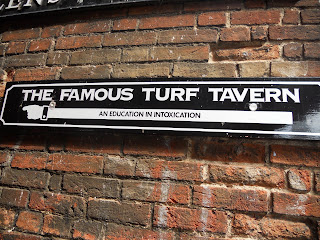 THE FAMOUS TURF TAVERN
AN EDUCATION IN INTOXICATION